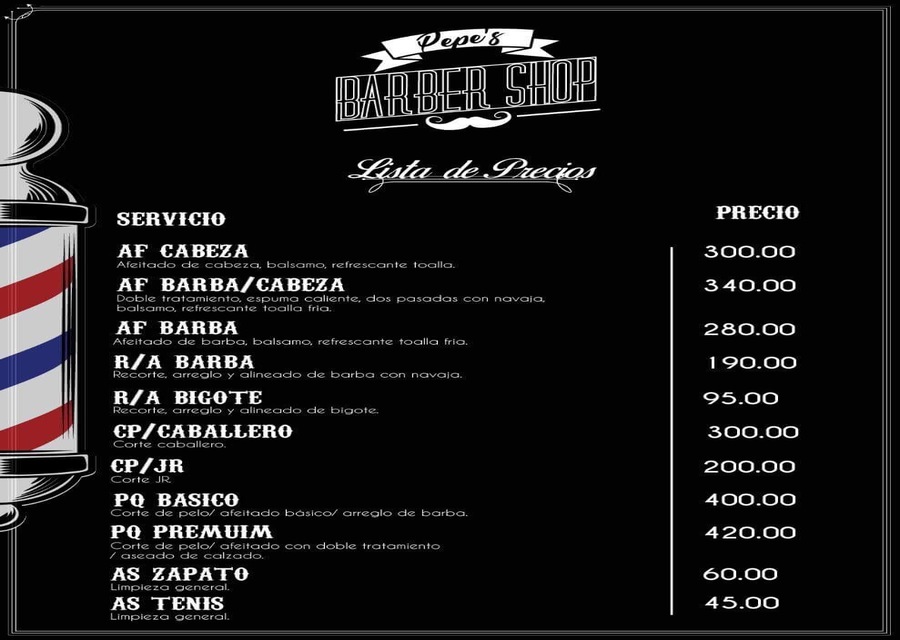 Pepe's
BARBER SHOP
Lista de Precios
SERVICIO PRECIO
AF CABEZA 300.00
Afeitado de cabeza, balsamo, refrescante toalla.
AF BARBA/CABEZA 340.00
Doble tratamiento, espuma caliente, dos pasadas con navaja,
balsamo, refrescante toalla fria.
AF BARBA 280.00
Afeitado de barba, balsamo, refrescante toalla fria.
R/A BARBA 190.00
Recorte, arreglo y alineado de barba con navaja.
R/A BIGOTE 95.00
Recorte, arreglo y alineado de bigote.
CP/CABALLERO 300.00
Corte caballero.
CP/JR 200.00
Corte JR.
PQ BASICO 400.00
Corte de pelo/ afeitado básico/ arreglo de barba.
PQ PREMUIM 420.00
Corte de pelo/ afeitado con doble tratamiento
/ aseado de calzado.
AS ZAPATO 60.00
Limpieza general.
AS TENIS 45.00
Limpieza general.